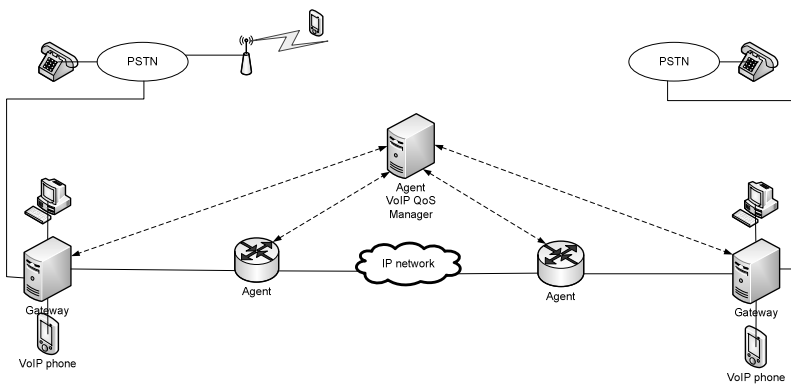 PSTN
PSTN
Agent
VoIP QoS
Manager
IP network
Agent
Agent
Gateway
Gateway
VoIP phone
VoIP phone